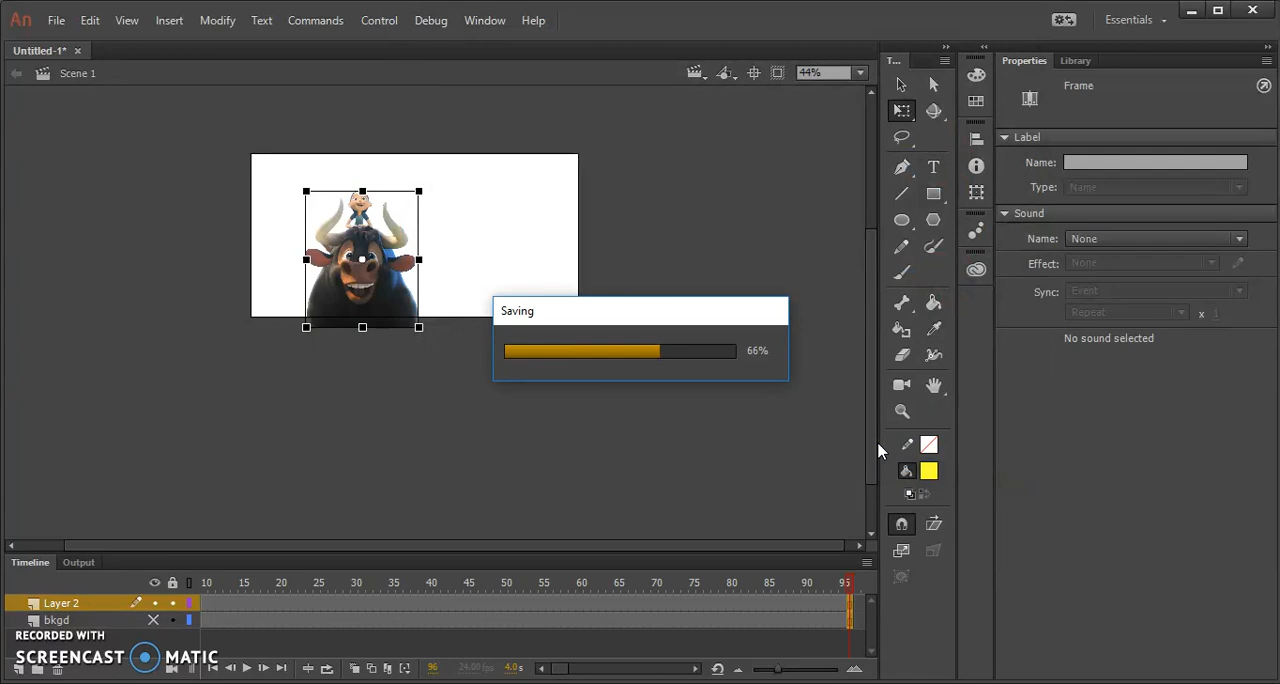 An File Edit View Insert Modify Text Commands Control Debug Window Help Essentials
Untitled-1* × T... Properties Library
Scene 1 44%
Frame
Label
Name:
Type: Name
Sound
Name: None
Effect: None
Sync: Event
Repeat x 1
No sound selected
Saving
66%
Timeline Output
10 15 20 25 30 35 40 45 50 55 60 65 70 75 80 85 90 95
Layer 2
bkgd
RECORDED WITH
SCREENCAST MATIC
96 24.00 fps 4.0 s